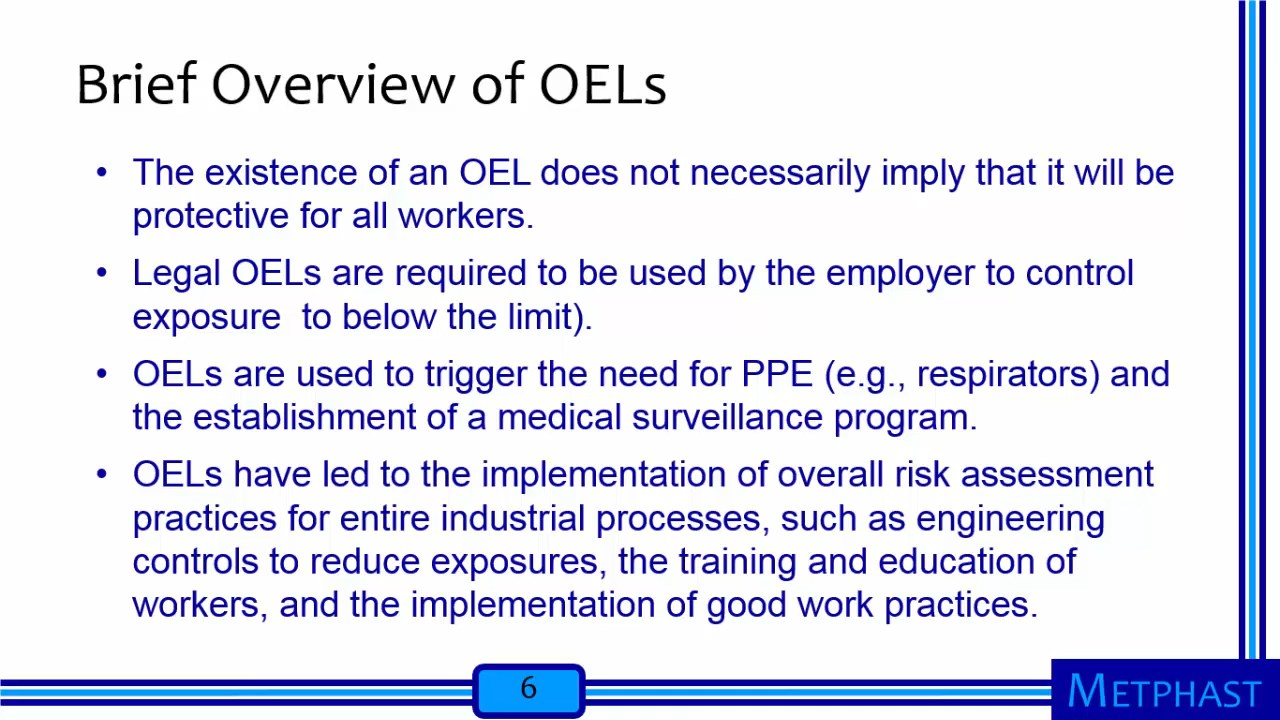 Brief Overview of OELs
• The existence of an OEL does not necessarily imply that it will be
protective for all workers.
• Legal OELs are required to be used by the employer to control
exposure  to below the limit).
• OELs are used to trigger the need for PPE (e.g., respirators) and
the establishment of a medical surveillance program.
• OELs have led to the implementation of overall risk assessment
practices for entire industrial processes, such as engineering
controls to reduce exposures, the training and education of
workers, and the implementation of good work practices.
6
METPHAST